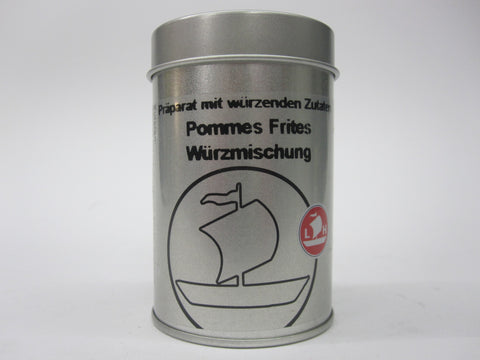 Präparat mit würzenden Zutaten
Pommes Frites
Würzmischung
L H